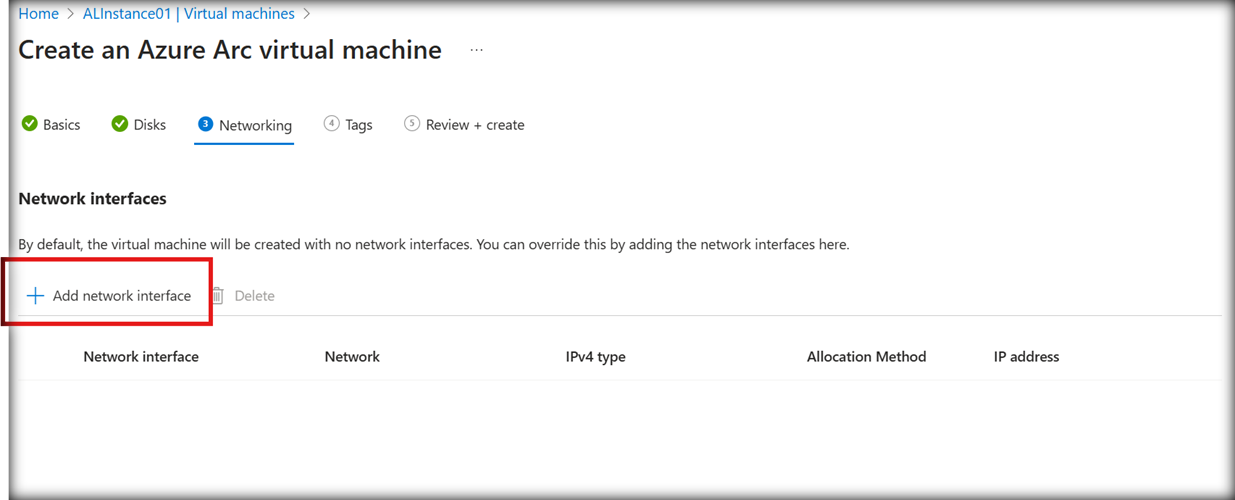 Home > ALInstance01 | Virtual machines >
Create an Azure Arc virtual machine ...
Basics Disks 3 Networking 4 Tags 5 Review + create
Network interfaces
By default, the virtual machine will be created with no network interfaces. You can override this by adding the network interfaces here.
+ Add network interface Delete
Network interface Network IPv4 type Allocation Method IP address